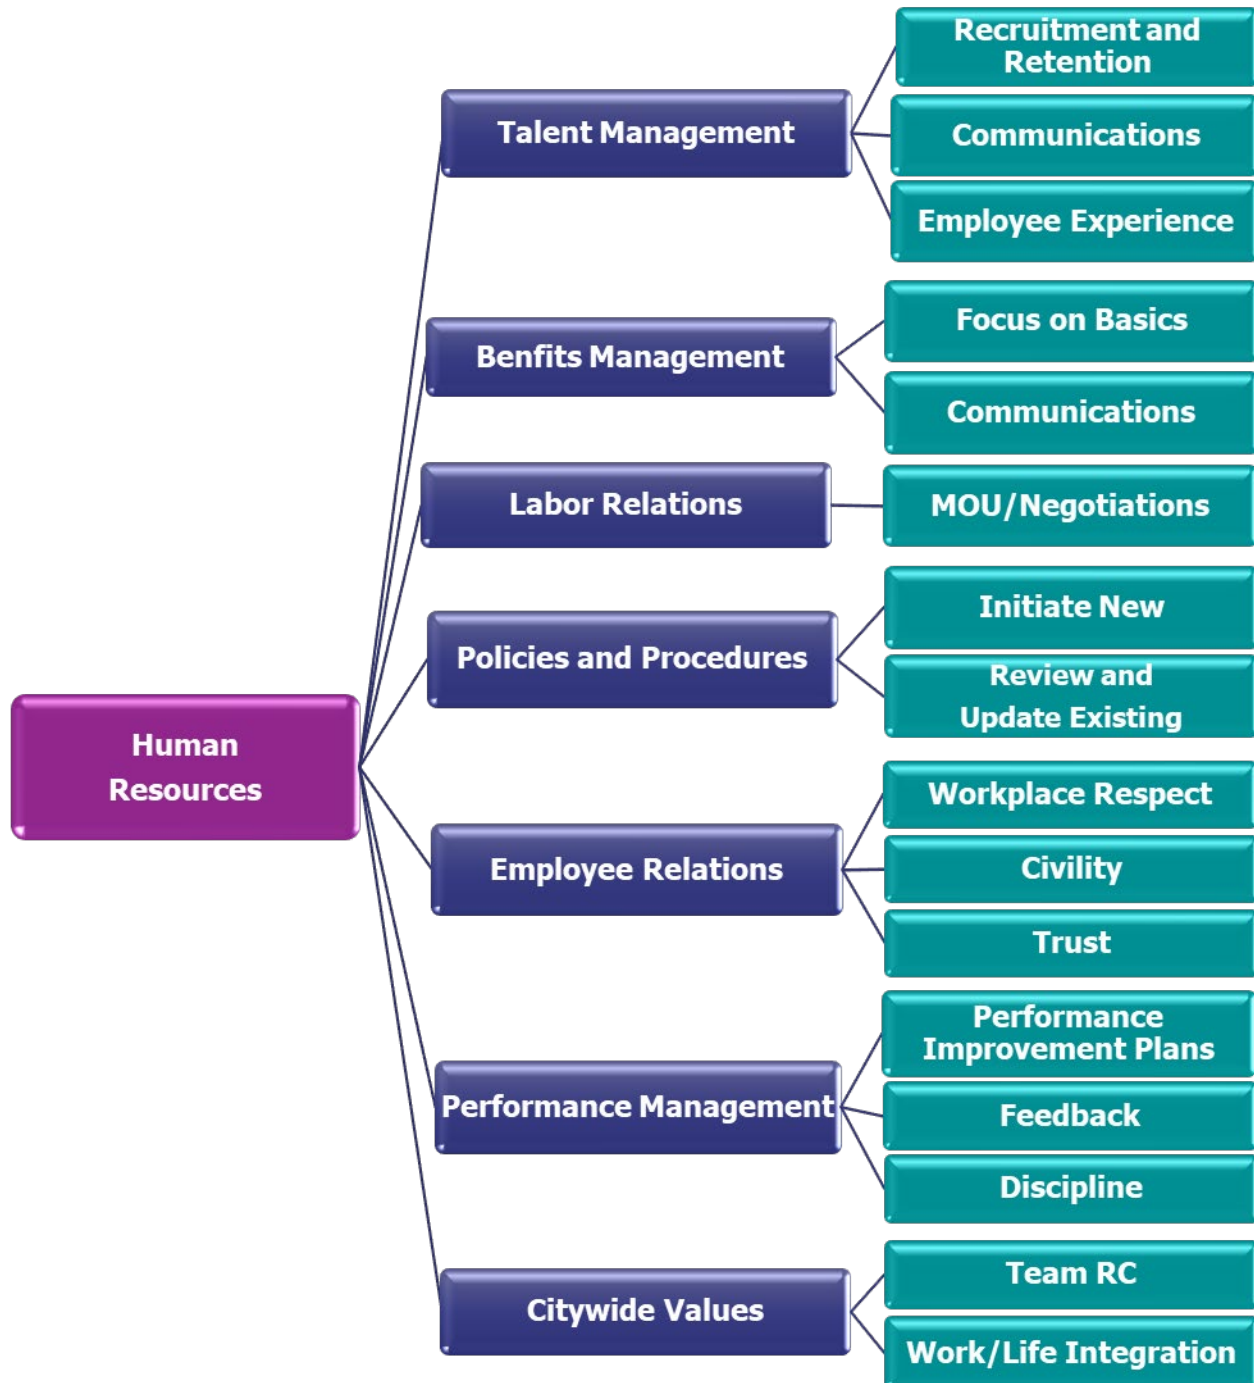 Recruitment and
Retention
Talent Management
Communications
Employee Experience
Focus on Basics
Benfits Management
Communications
Labor Relations
MOU/Negotiations
Initiate New
Policies and Procedures
Review and
Update Existing
Human
Resources
Workplace Respect
Employee Relations
Civility
Trust
Performance
Improvement Plans
Performance Management
Feedback
Discipline
Team RC
Citywide Values
Work/Life Integration